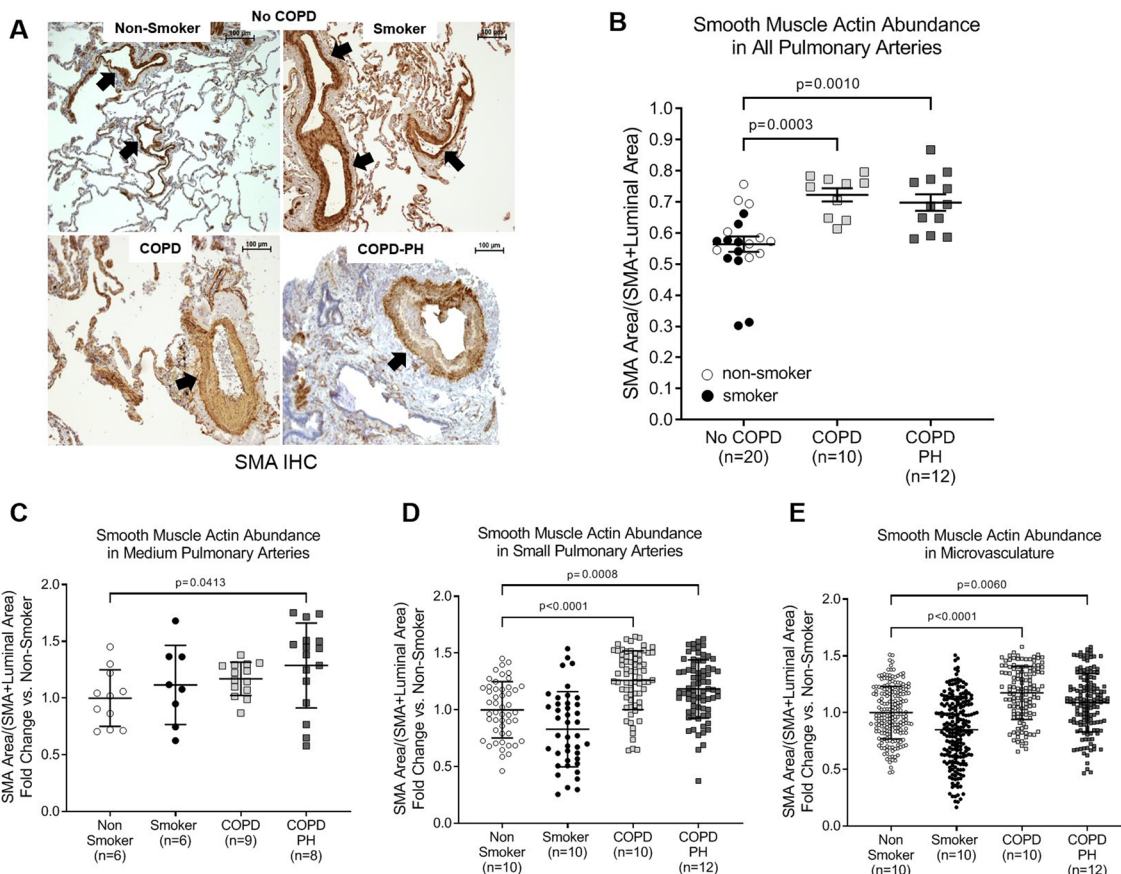 A
No COPD
Non-Smoker
100 µm
Smoker
100 µm
COPD
100 µm
COPD-PH
100 µm
SMA IHC
B
Smooth Muscle Actin Abundance
in All Pulmonary Arteries
p=0.0010
p=0.0003
SMA Area/(SMA+Luminal Area)
1.0
0.9
0.8
0.7
0.6
0.5
0.4
0.3
0.2
0.1
0.0
non-smoker
smoker
No COPD
(n=20)
COPD
(n=10)
COPD
PH
(n=12)
C
Smooth Muscle Actin Abundance
in Medium Pulmonary Arteries
p=0.0413
SMA Area/(SMA+Luminal Area)
Fold Change vs. Non-Smoker
2.0
1.5
1.0
0.5
0.0
Non
Smoker
(n=6)
Smoker
(n=6)
COPD
(n=9)
COPD
PH
(n=8)
D
Smooth Muscle Actin Abundance
in Small Pulmonary Arteries
p=0.0008
p<0.0001
SMA Area/(SMA+Luminal Area)
Fold Change vs. Non-Smoker
2.0
1.5
1.0
0.5
0.0
Non
Smoker
(n=10)
Smoker
(n=10)
COPD
(n=10)
COPD
PH
(n=12)
E
Smooth Muscle Actin Abundance
in Microvasculature
p=0.0060
p<0.0001
SMA Area/(SMA+Luminal Area)
Fold Change vs. Non-Smoker
2.0
1.5
1.0
0.5
0.0
Non
Smoker
(n=10)
Smoker
(n=10)
COPD
(n=10)
COPD
PH
(n=12)